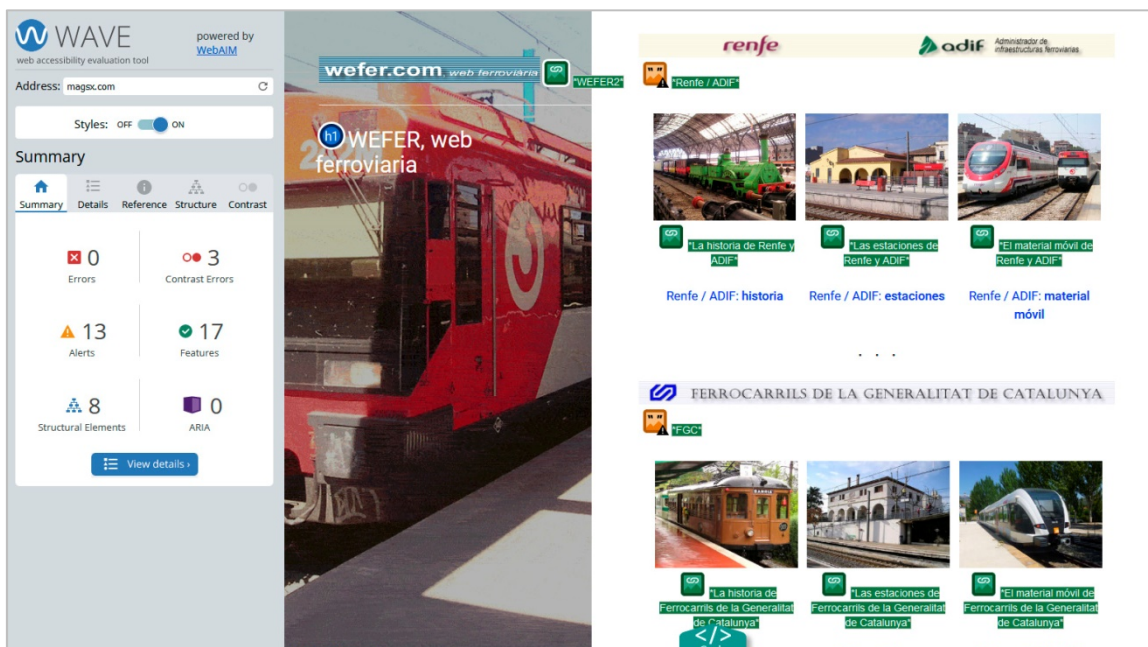 WAVE
powered by
WebAIM
web accessibility evaluation tool
Address: magsx.com
Styles: OFF ON
Summary
Summary Details Reference Structure Contrast
0
Errors
3
Contrast Errors
13
Alerts
17
Features
8
Structural Elements
0
ARIA
View details ›
wefer.com web ferroviària
*WEFER2*
h1 WEFER, web
ferroviaria
renfe
adif Administrador de
infraestructuras ferroviarias
*Renfe / ADIF*
*La historia de Renfe y
ADIF*
*Las estaciones de
Renfe y ADIF*
*El material móvil de
Renfe y ADIF*
Renfe / ADIF: historia
Renfe / ADIF: estaciones
Renfe / ADIF: material
móvil
. . .
FERROCARRILS DE LA GENERALITAT DE CATALUNYA
*FGC*
*La historia de
Ferrocarrils de la Generalitat
de Catalunya*
*Las estaciones de
Ferrocarrils de la Generalitat
de Catalunya*
*El material móvil de
Ferrocarrils de la Generalitat
de Catalunya*
</>